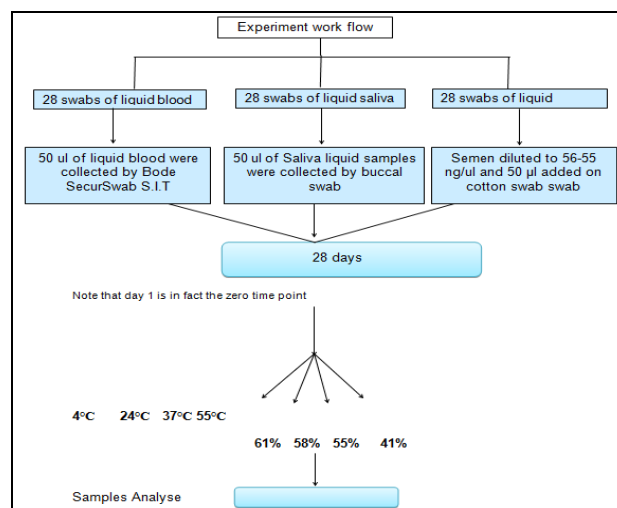 Experiment work flow
28 swabs of liquid blood
28 swabs of liquid saliva
28 swabs of liquid
50 ul of liquid blood were
collected by Bode
SecurSwab S.I.T
50 ul of Saliva liquid samples
were collected by buccal
swab
Semen diluted to 56-55
ng/ul and 50 µl added on
cotton swab swab
28 days
Note that day 1 is in fact the zero time point
4°C 24°C 37°C 55°C
61% 58% 55% 41%
Samples Analyse